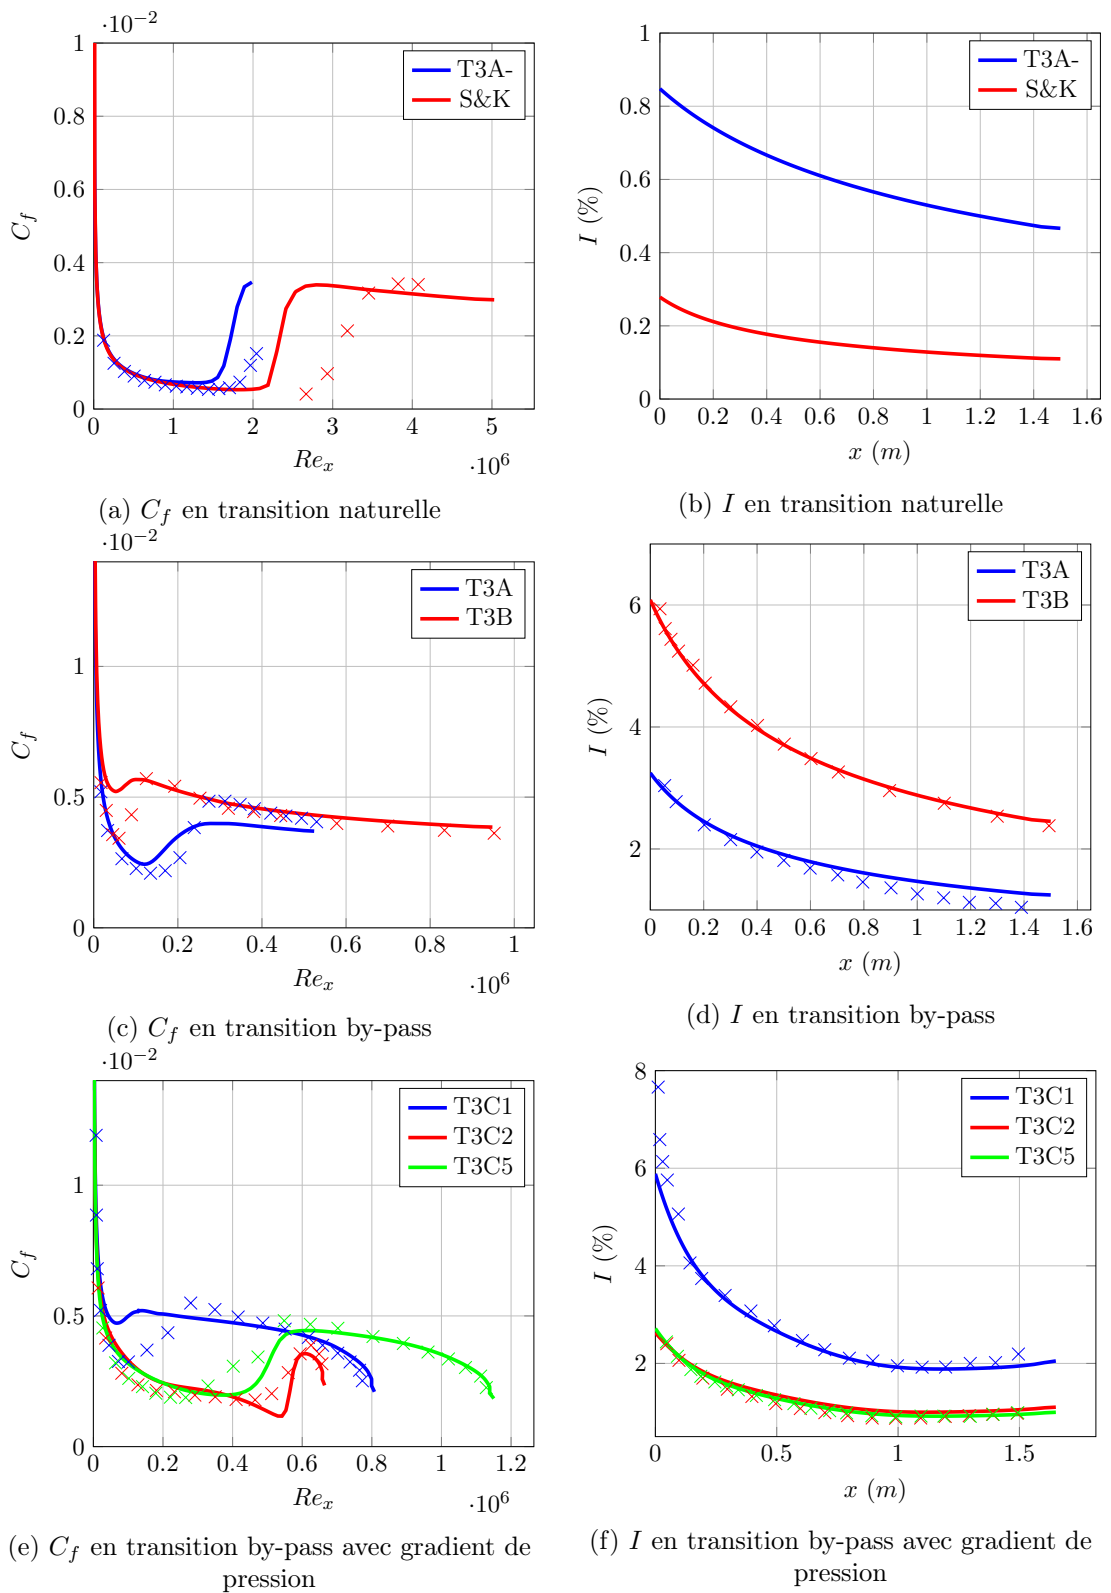 ·10⁻²
1
0.8
0.6
0.4
0.2
0
0 1 2 3 4 5
·10⁶
C_f
Re_x
T3A-
S&K
(a) C_f en transition naturelle
1
0.8
0.6
0.4
0.2
0
0 0.2 0.4 0.6 0.8 1 1.2 1.4 1.6
I (%)
x (m)
T3A-
S&K
(b) I en transition naturelle
·10⁻²
1
0.5
0
0 0.2 0.4 0.6 0.8 1
·10⁶
C_f
Re_x
T3A
T3B
(c) C_f en transition by-pass
6
4
2
0 0.2 0.4 0.6 0.8 1.0 1.2 1.4 1.6
I (%)
x (m)
T3A
T3B
(d) I en transition by-pass
·10⁻²
1
0.5
0
0 0.2 0.4 0.6 0.8 1 1.2
·10⁶
C_f
Re_x
T3C1
T3C2
T3C5
(e) C_f en transition by-pass avec gradient de
pression
8
6
4
2
0 0.5 1 1.5
I (%)
x (m)
T3C1
T3C2
T3C5
(f) I en transition by-pass avec gradient de
pression